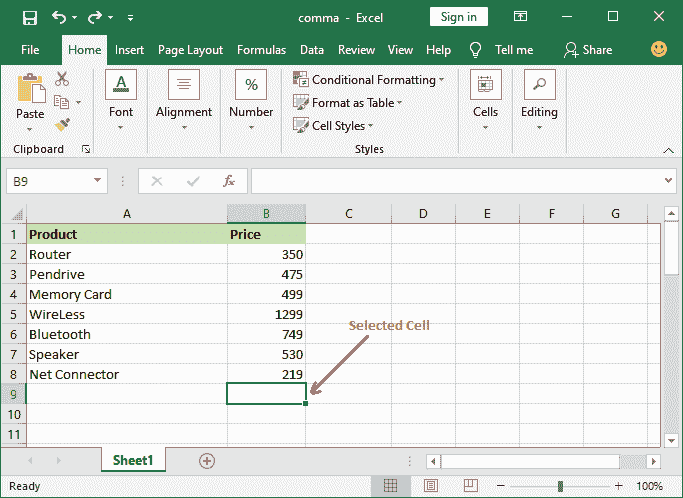 comma - Excel
Sign in
File Home Insert Page Layout Formulas Data Review View Help Tell me Share
Paste
Clipboard
A
Font
Alignment
%
Number
Conditional Formatting
Format as Table
Cell Styles
Styles
Cells
Editing
B9 fx
A B C D E F G
1 Product Price
2 Router 350
3 Pendrive 475
4 Memory Card 499
5 WireLess 1299
6 Bluetooth 749
7 Speaker 530
8 Net Connector 219
Selected Cell
9
10
11
Sheet1
Ready 100%